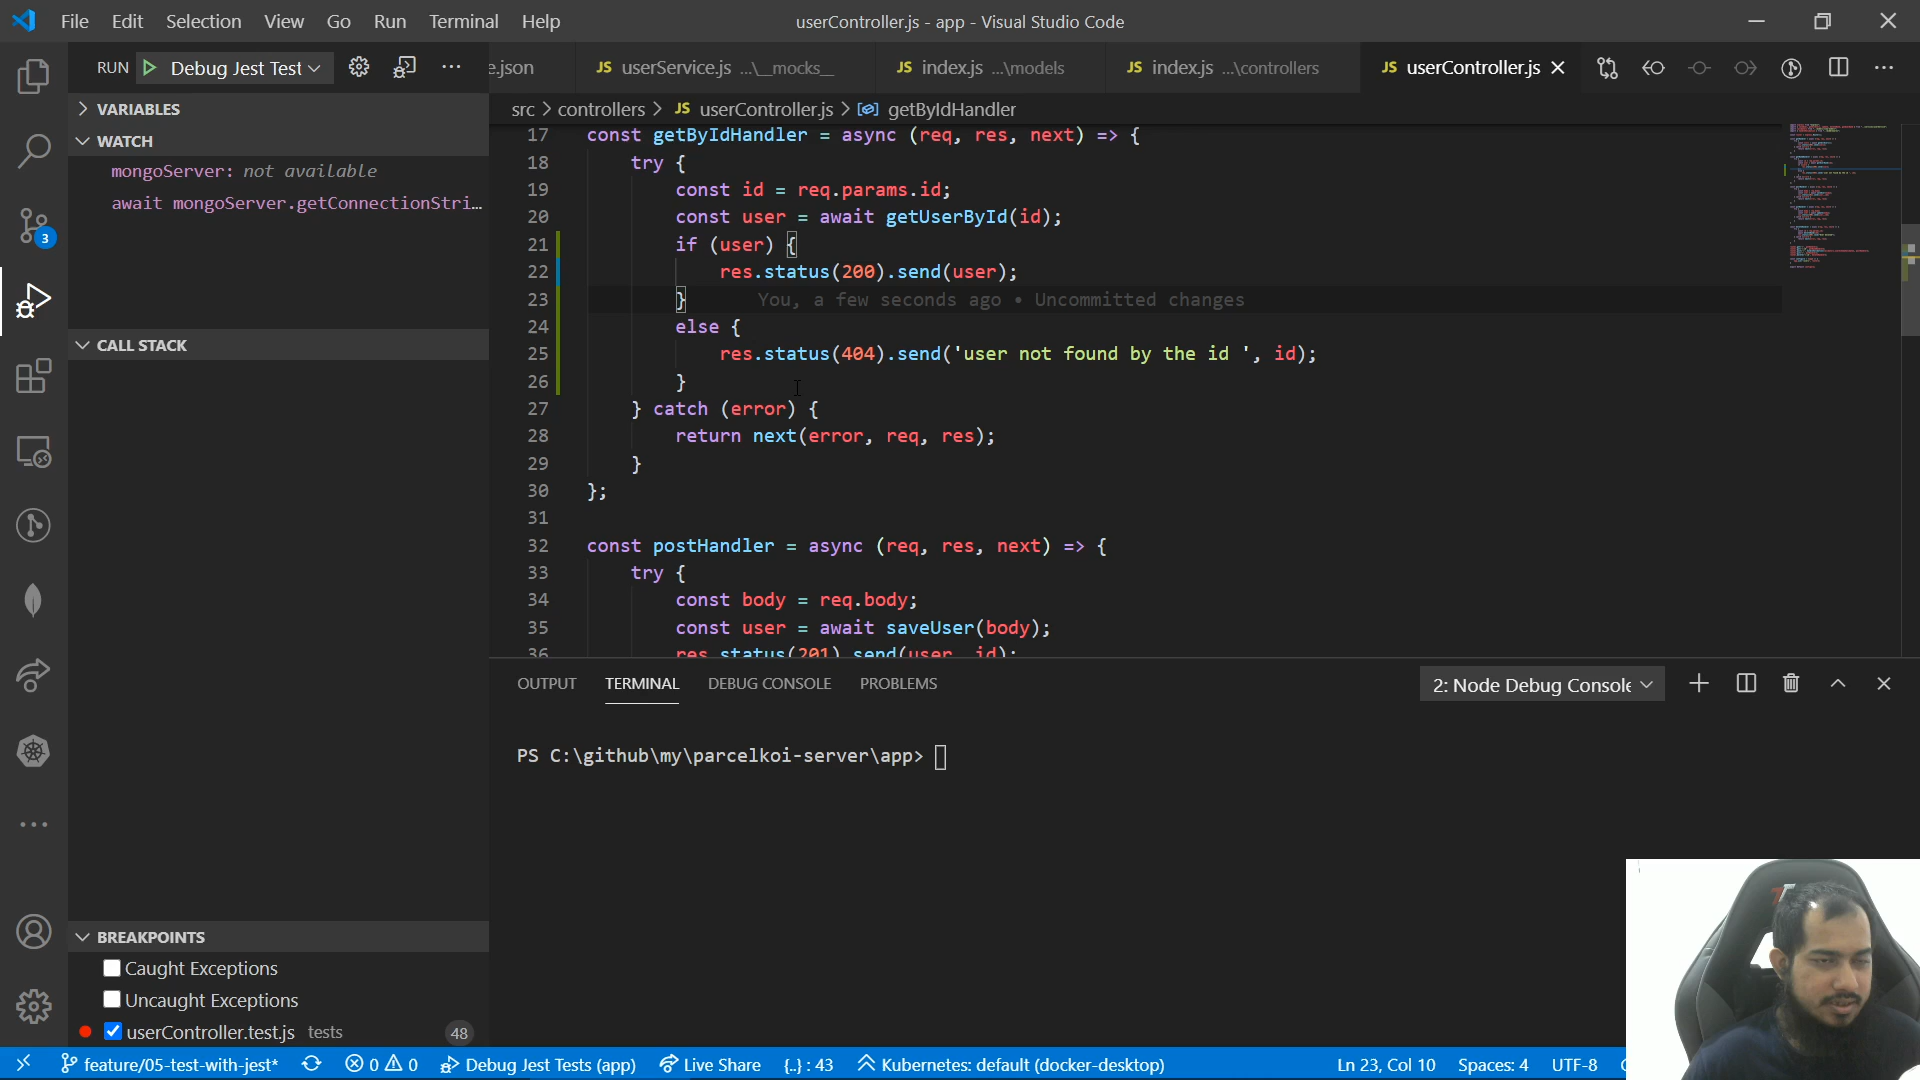 File Edit Selection View Go Run Terminal Help
userController.js - app - Visual Studio Code
RUN Debug Jest Test
e.json
JS userService.js ...\__mocks__
JS index.js ...\models
JS index.js ...\controllers
JS userController.js
VARIABLES
WATCH
mongoServer: not available
await mongoServer.getConnectionStri...
CALL STACK
src > controllers > JS userController.js > getByIdHandler
17 const getByIdHandler = async (req, res, next) => {
18 try {
19 const id = req.params.id;
20 const user = await getUserById(id);
21 if (user) {
22 res.status(200).send(user);
23 } You, a few seconds ago • Uncommitted changes
24 else {
25 res.status(404).send('user not found by the id ', id);
26 }
27 } catch (error) {
28 return next(error, req, res);
29 }
30 };
31
32 const postHandler = async (req, res, next) => {
33 try {
34 const body = req.body;
35 const user = await saveUser(body);
36 res.status(201).send(user._id);
OUTPUT TERMINAL DEBUG CONSOLE PROBLEMS
2: Node Debug Console
PS C:\github\my\parcelkoi-server\app>
3
BREAKPOINTS
Caught Exceptions
Uncaught Exceptions
userController.test.js tests 48
feature/05-test-with-jest* 0 0 Debug Jest Tests (app) Live Share {..} : 43 Kubernetes: default (docker-desktop) Ln 23, Col 10 Spaces: 4 UTF-8